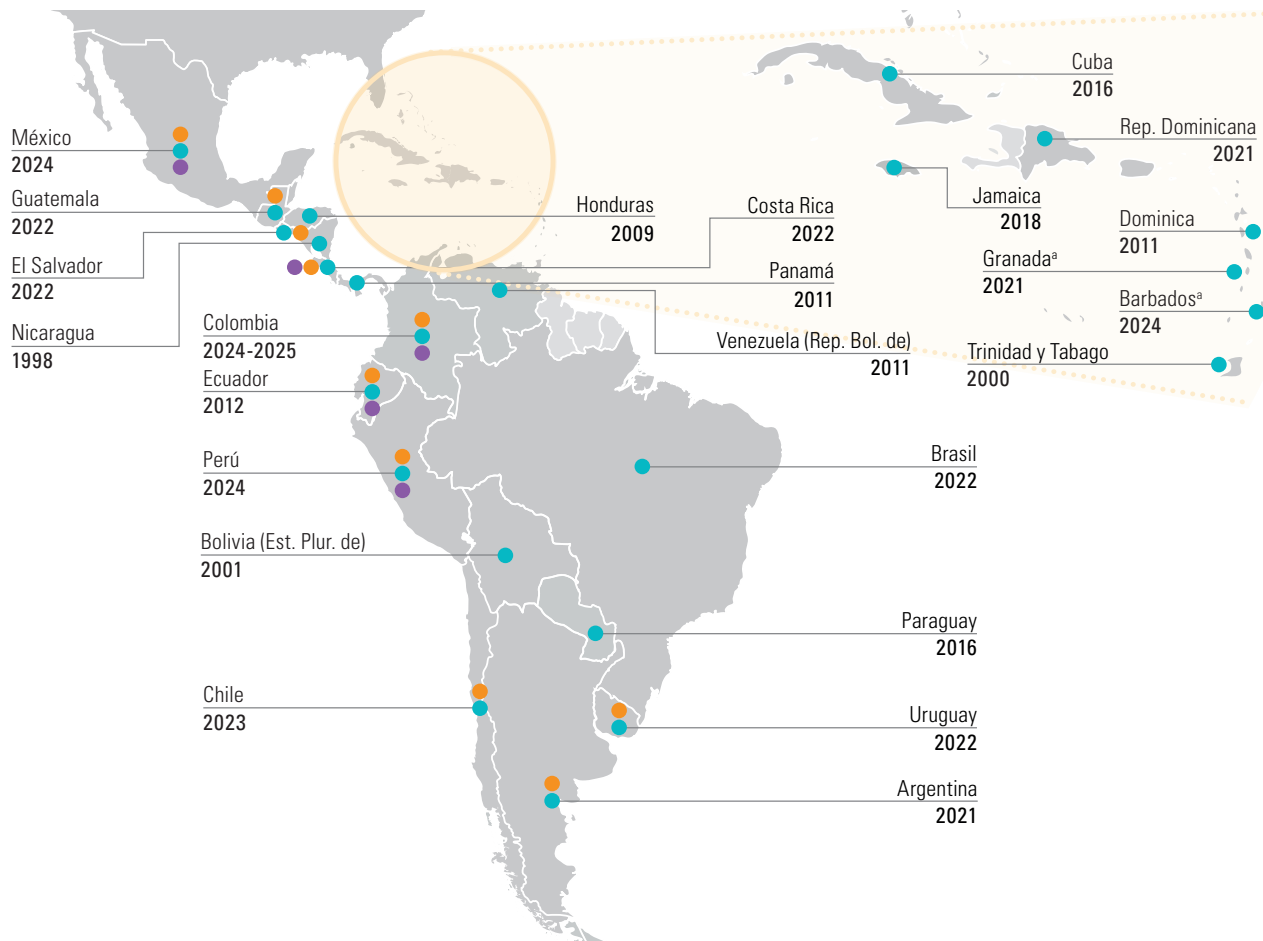 México
2024
Guatemala
2022
El Salvador
2022
Nicaragua
1998
Honduras
2009
Costa Rica
2022
Panamá
2011
Colombia
2024-2025
Ecuador
2012
Perú
2024
Bolivia (Est. Plur. de)
2001
Chile
2023
Venezuela (Rep. Bol. de)
2011
Brasil
2022
Paraguay
2016
Uruguay
2022
Argentina
2021
Cuba
2016
Rep. Dominicana
2021
Jamaica
2018
Dominica
2011
Granadaᵃ
2021
Barbadosᵃ
2024
Trinidad y Tabago
2000